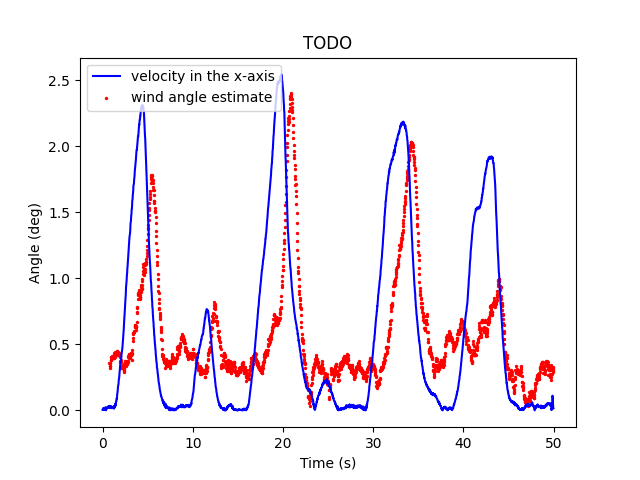 TODO
velocity in the x-axis
wind angle estimate
Angle (deg)
2.5
2.0
1.5
1.0
0.5
0.0
0 10 20 30 40 50
Time (s)